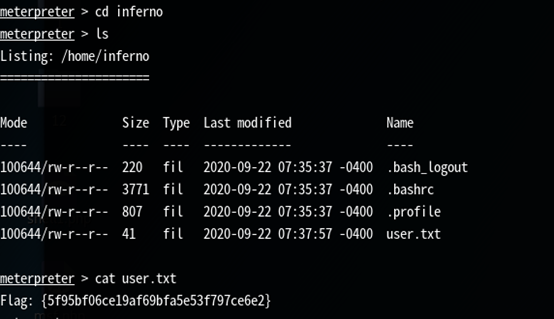 meterpreter > cd inferno
meterpreter > ls
Listing: /home/inferno
======================
Mode Size Type Last modified Name
---- ---- ---- ------------- ----
100644/rw-r--r-- 220 fil 2020-09-22 07:35:37 -0400 .bash_logout
100644/rw-r--r-- 3771 fil 2020-09-22 07:35:37 -0400 .bashrc
100644/rw-r--r-- 807 fil 2020-09-22 07:35:37 -0400 .profile
100644/rw-r--r-- 41 fil 2020-09-22 07:37:57 -0400 user.txt
meterpreter > cat user.txt
Flag: {5f95bf06ce19af69bfa5e53f797ce6e2}